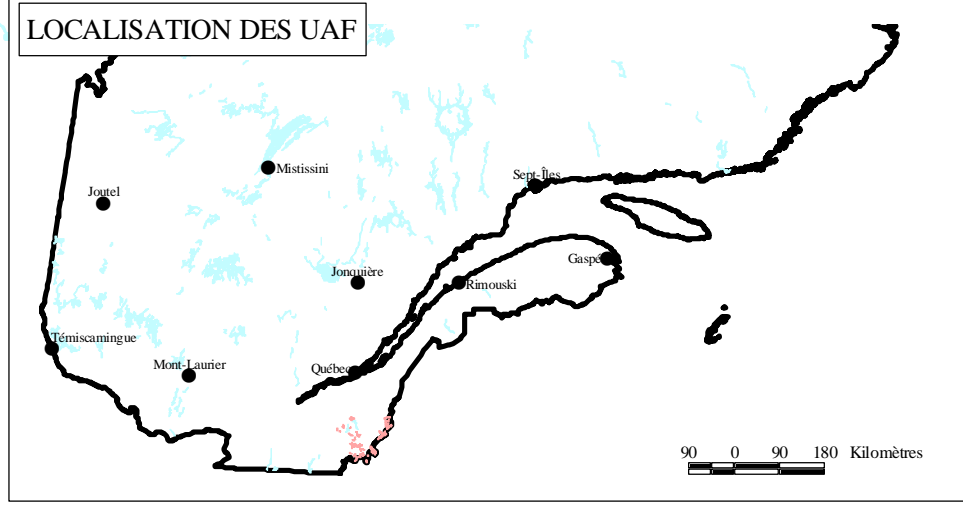 LOCALISATION DES UAF
Mistissini
Sept-Îles
Joutel
Gaspé
Jonquière
Rimouski
Témiscamingue
Mont-Laurier
Québec
90 0 90 180 Kilomètres